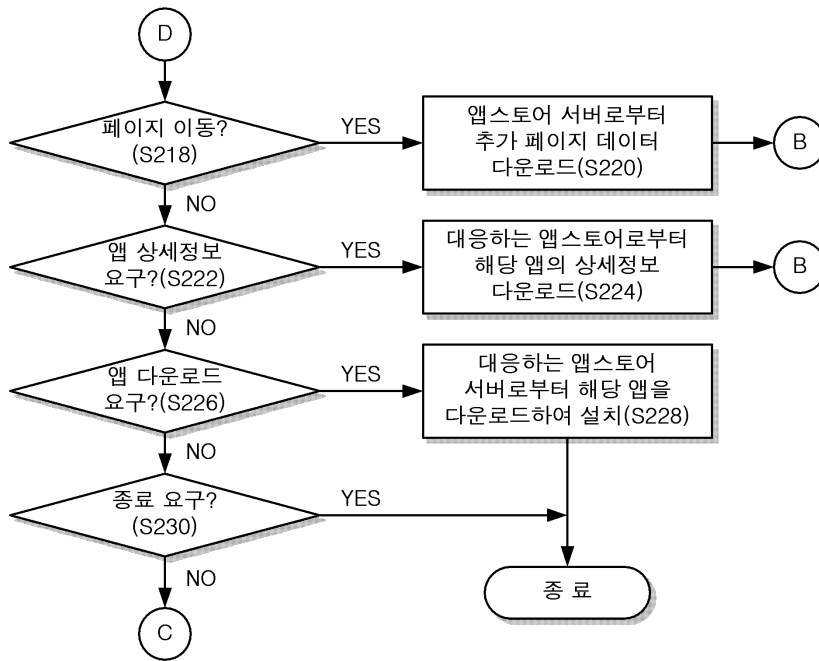 D
페이지 이동?
(S218)
YES
앱스토어 서버로부터
추가 페이지 데이터
다운로드(S220)
B
NO
앱 상세정보
요구?(S222)
YES
대응하는 앱스토어로부터
해당 앱의 상세정보
다운로드(S224)
B
NO
앱 다운로드
요구?(S226)
YES
대응하는 앱스토어
서버로부터 해당 앱을
다운로드하여 설치(S228)
NO
종료 요구?
(S230)
YES
NO
종 료
C